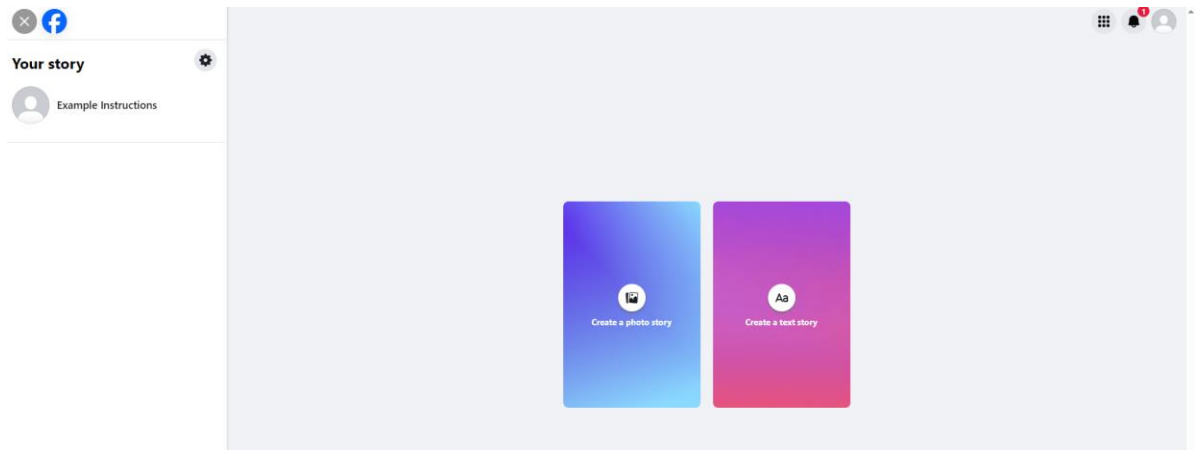 1
Your story
Example Instructions
Aa
Create a photo story
Create a text story